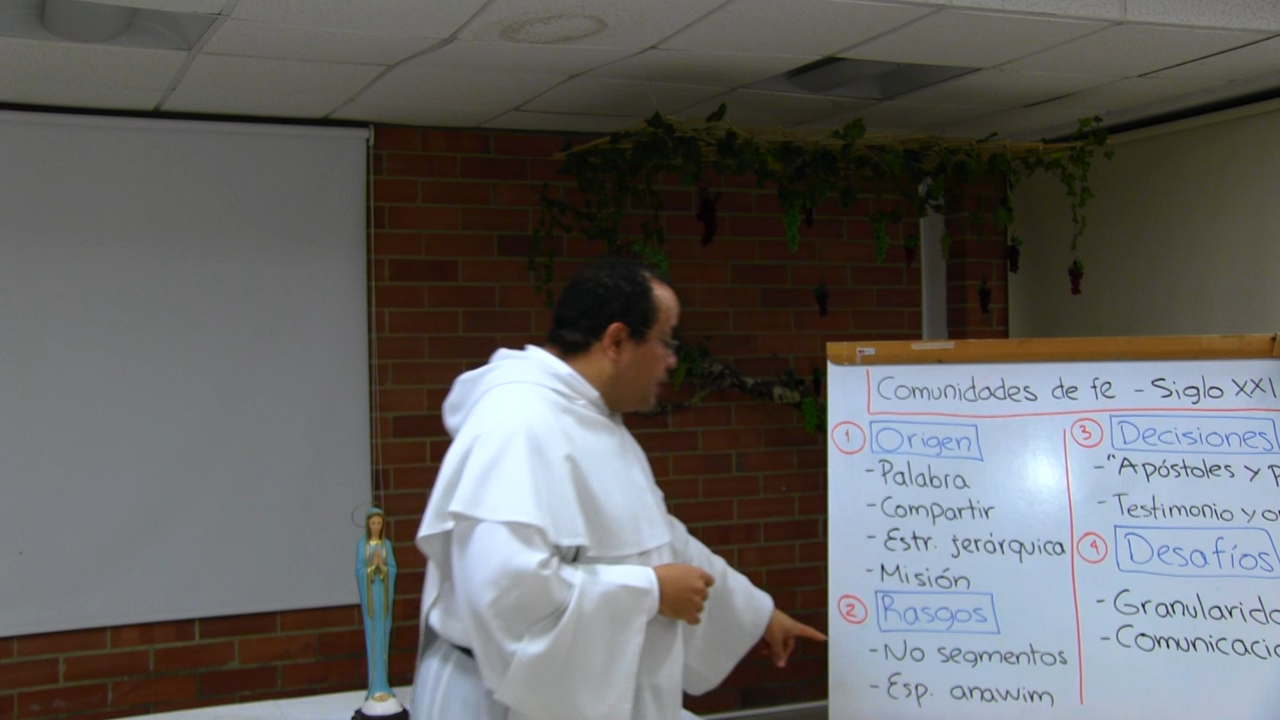 Comunidades de fe - Siglo XXI
① Origen
- Palabra
- Compartir
- Estr. jerárquica
- Misión
② Rasgos
- No segmentos
- Esp. anawim
③ Decisiones
- "Apóstoles y
- Testimonio y
④ Desafíos
- Granularid
- Comunicaci